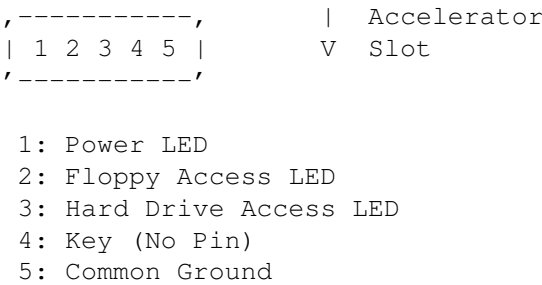 ,-----------,       |  Accelerator
| 1 2 3 4 5 |       V  Slot
'-----------'
1: Power LED
2: Floppy Access LED
3: Hard Drive Access LED
4: Key (No Pin)
5: Common Ground